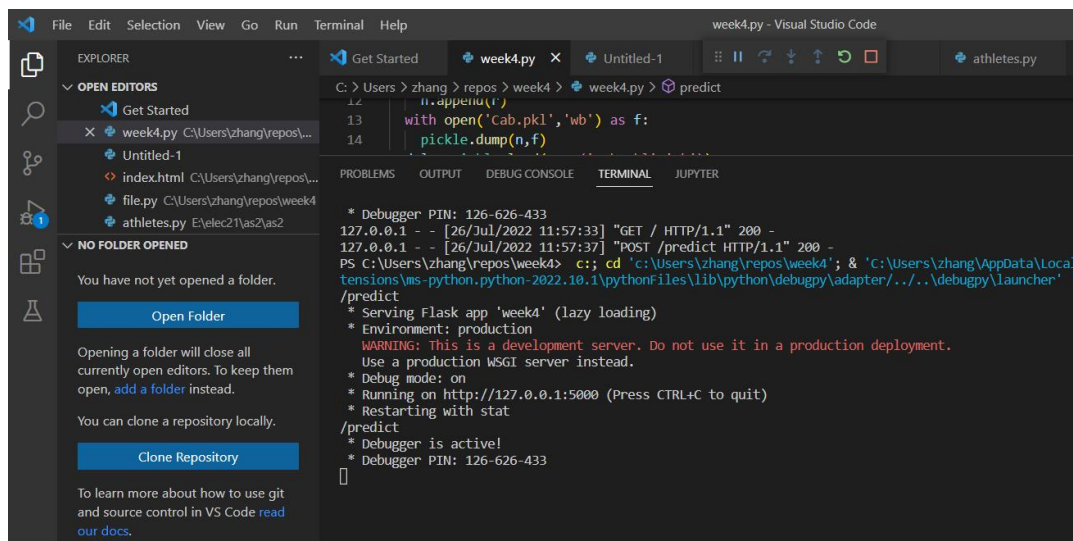 File Edit Selection View Go Run Terminal Help week4.py - Visual Studio Code
EXPLORER ···
OPEN EDITORS
Get Started
week4.py C:\Users\zhang\repos\...
Untitled-1
index.html C:\Users\zhang\repos\...
file.py C:\Users\zhang\repos\week4
athletes.py E:\elec21\as2\as2
NO FOLDER OPENED
You have not yet opened a folder.
Open Folder
Opening a folder will close all
currently open editors. To keep them
open, add a folder instead.
You can clone a repository locally.
Clone Repository
To learn more about how to use git
and source control in VS Code read
our docs.
1
Get Started week4.py Untitled-1 athletes.py
C: > Users > zhang > repos > week4 > week4.py > predict
12 n.append(r)
13 with open('Cab.pkl','wb') as f:
14 pickle.dump(n,f)
PROBLEMS OUTPUT DEBUG CONSOLE TERMINAL JUPYTER
* Debugger PIN: 126-626-433
127.0.0.1 - - [26/Jul/2022 11:57:33] "GET / HTTP/1.1" 200 -
127.0.0.1 - - [26/Jul/2022 11:57:37] "POST /predict HTTP/1.1" 200 -
PS C:\Users\zhang\repos\week4> c:; cd 'c:\Users\zhang\repos\week4'; & 'C:\Users\zhang\AppData\Loca
tensions\ms-python.python-2022.10.1\pythonFiles\lib\python\debugpy\adapter/../..\debugpy\launcher'
/predict
* Serving Flask app 'week4' (lazy loading)
* Environment: production
WARNING: This is a development server. Do not use it in a production deployment.
Use a production WSGI server instead.
* Debug mode: on
* Running on http://127.0.0.1:5000 (Press CTRL+C to quit)
* Restarting with stat
/predict
* Debugger is active!
* Debugger PIN: 126-626-433